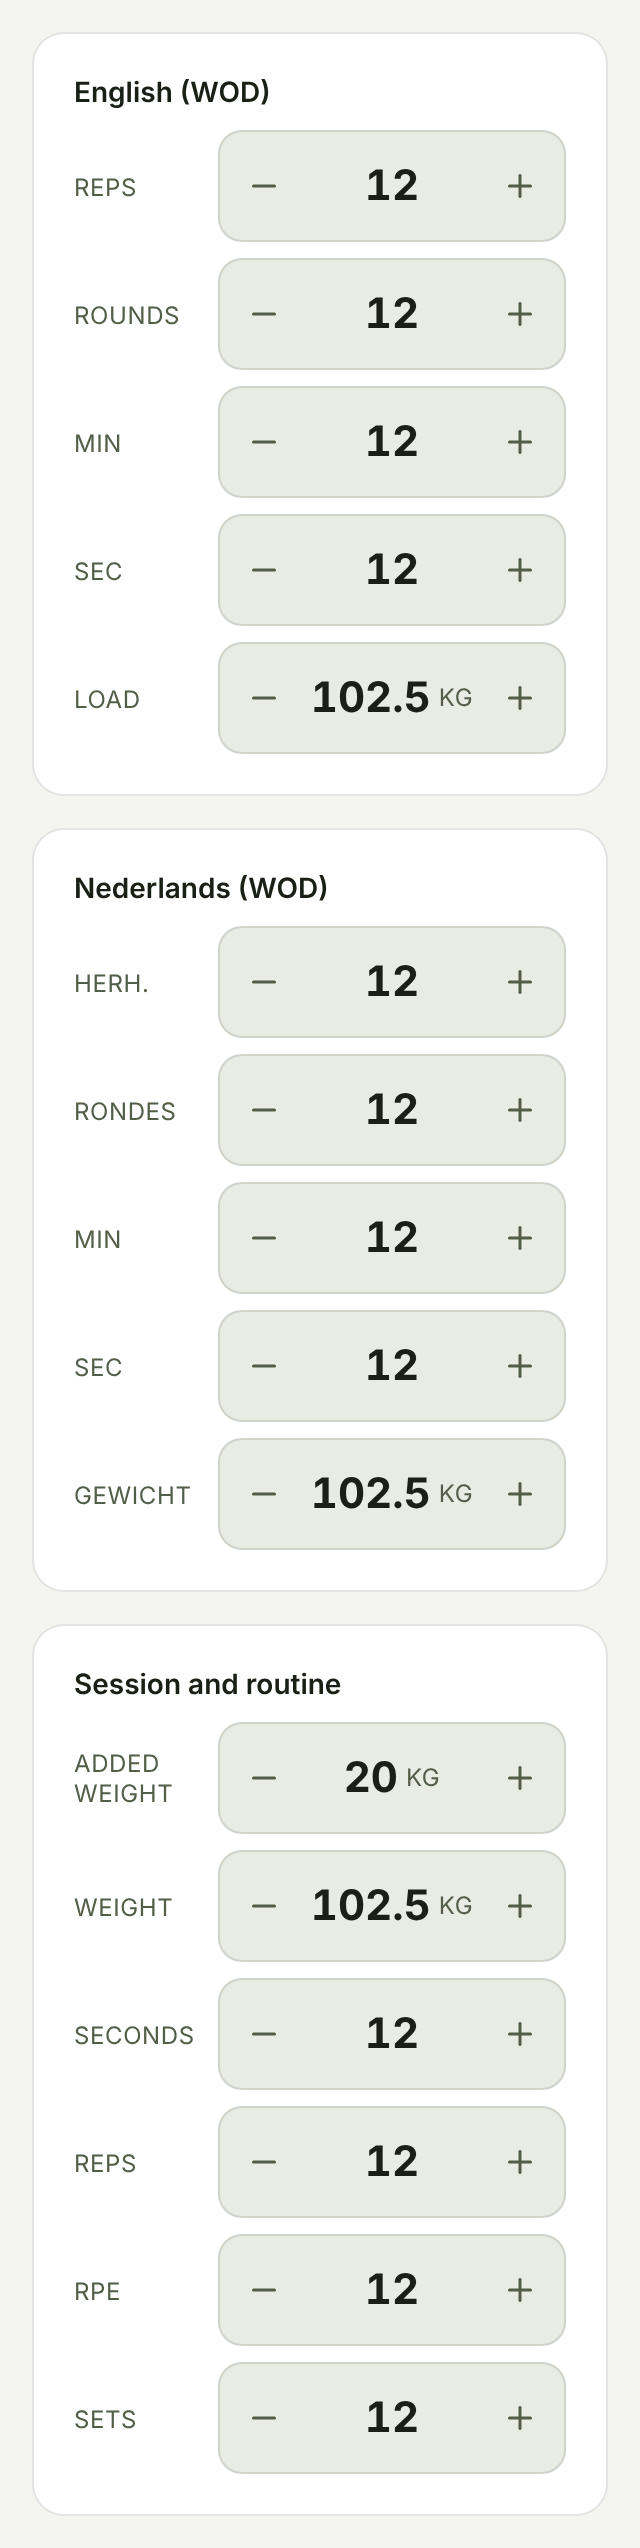 English (WOD)
REPS − 12 +
ROUNDS − 12 +
MIN − 12 +
SEC − 12 +
LOAD − 102.5 KG +
Nederlands (WOD)
HERH. − 12 +
RONDES − 12 +
MIN − 12 +
SEC − 12 +
GEWICHT − 102.5 KG +
Session and routine
ADDED
WEIGHT − 20 KG +
WEIGHT − 102.5 KG +
SECONDS − 12 +
REPS − 12 +
RPE − 12 +
SETS − 12 +